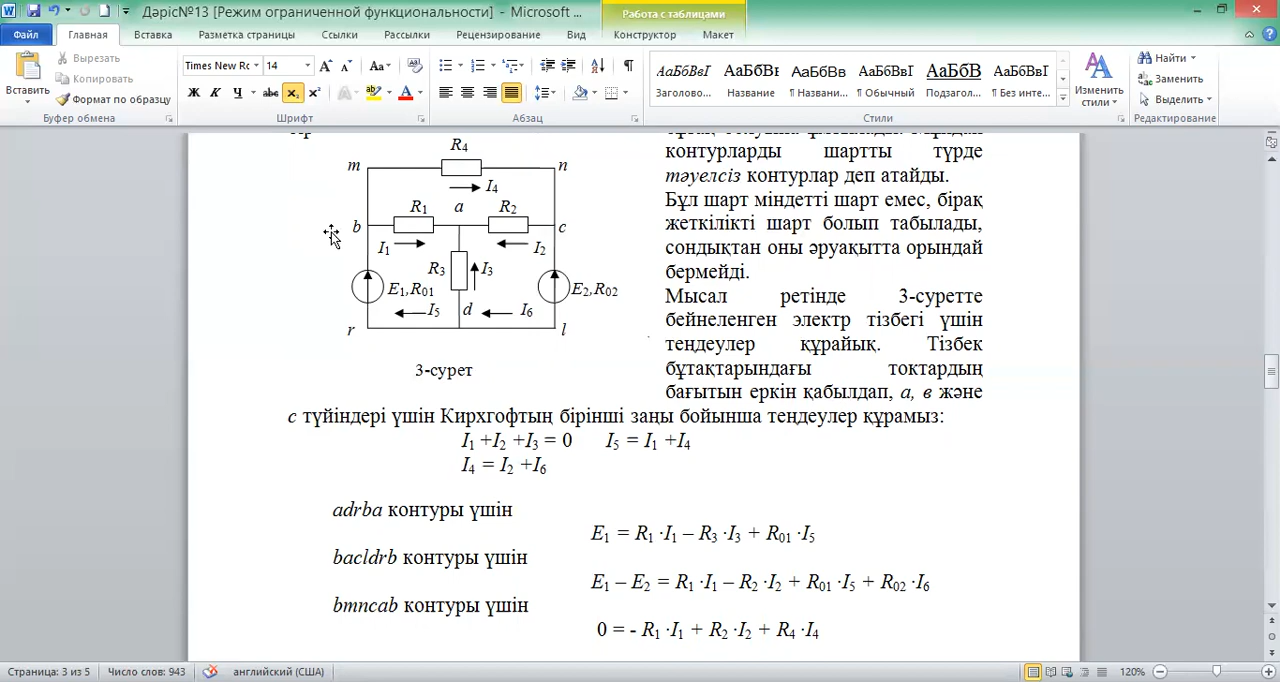 Дәріс№13 [Режим ограниченной функциональности] - Microsoft ...
Работа с таблицами
Файл Главная Вставка Разметка страницы Ссылки Рассылки Рецензирование Вид Конструктор Макет
Вставить
Вырезать
Копировать
Формат по образцу
Буфер обмена
Times New Rc 14
Ж К Ч abc x₂ x²
Шрифт
Абзац
АаБбВвГ АаБбВı АаБбВв АаБбВвГ АаБбВ АаБбВвГ
Заголово... Название ¶ Названи... ¶ Обычный Подзагол... ¶ Без инте...
Стили
Изменить стили
Найти
Заменить
Выделить
Редактирование
контурларды шартты түрде
тәуелсіз контурлар деп атайды.
Бұл шарт міндетті шарт емес, бірақ
жеткілікті шарт болып табылады,
сондықтан оны әруақытта орындай
бермейді.
Мысал ретінде 3-суретте
бейнеленген электр тізбегі үшін
теңдеулер құрайық. Тізбек
бұтақтарындағы токтардың
бағытын еркін қабылдап, а, в және
R₄
m n
I₄
R₁ a R₂
b c
I₁ I₂
R₃ I₃
E₁,R₀₁ E₂,R₀₂
I₅ d I₆
r l
3-сурет
с түйіндері үшін Кирхгофтың бірінші заңы бойынша теңдеулер құрамыз:
I₁ +I₂ +I₃ = 0 I₅ = I₁ +I₄
I₄ = I₂ +I₆
adrba контуры үшін
E₁ = R₁ ·I₁ – R₃ ·I₃ + R₀₁ ·I₅
bacldrb контуры үшін
E₁ – E₂ = R₁ ·I₁ – R₂ ·I₂ + R₀₁ ·I₅ + R₀₂ ·I₆
bmncab контуры үшін
0 = - R₁ ·I₁ + R₂ ·I₂ + R₄ ·I₄
Страница: 3 из 5 Число слов: 943 английский (США) 120%